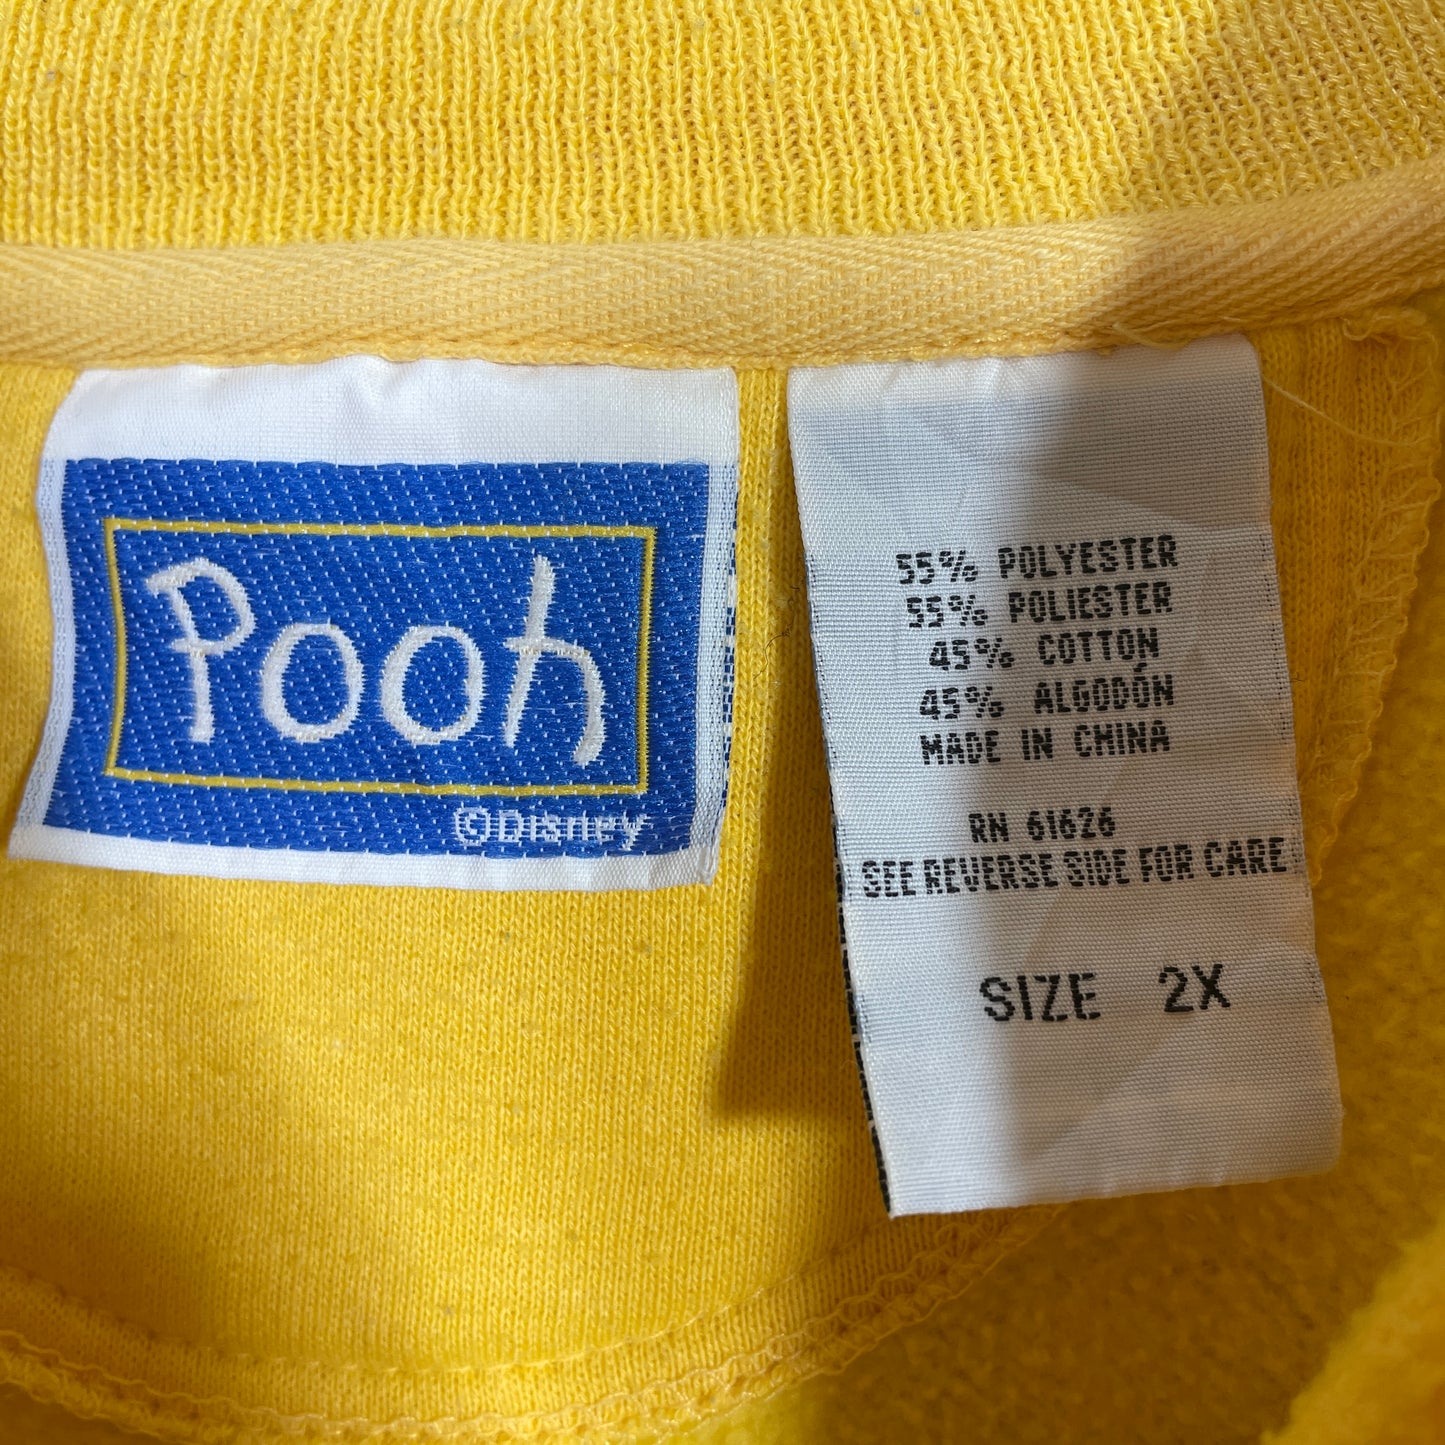 Pooh
©Disney
55% POLYESTER
55% POLIESTER
45% COTTON
45% ALGODÓN
MADE IN CHINA
RN 61626
SEE REVERSE SIDE FOR CARE
SIZE 2X